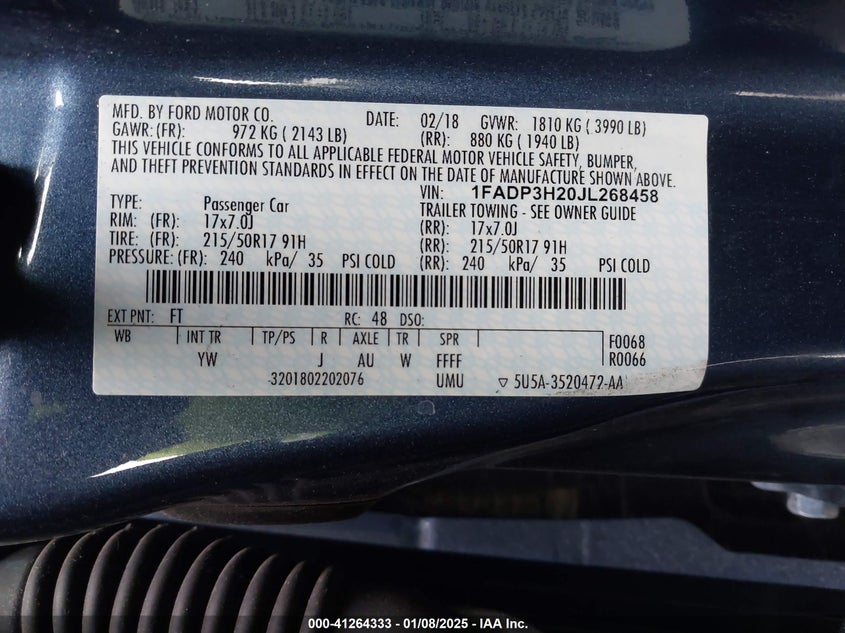 MFD. BY FORD MOTOR CO. DATE: 02/18 GVWR: 1810 KG ( 3990 LB)
GAWR:(FR): 972 KG ( 2143 LB) (RR): 880 KG ( 1940 LB)
THIS VEHICLE CONFORMS TO ALL APPLICABLE FEDERAL MOTOR VEHICLE SAFETY, BUMPER,
AND THEFT PREVENTION STANDARDS IN EFFECT ON THE DATE OF MANUFACTURE SHOWN ABOVE.
VIN: 1FADP3H20JL268458
TYPE: Passenger Car TRAILER TOWING - SEE OWNER GUIDE
RIM: (FR): 17x7.0J (RR): 17x7.0J
TIRE: (FR): 215/50R17 91H (RR): 215/50R17 91H
PRESSURE: (FR): 240 kPa/ 35 PSI COLD (RR): 240 kPa/ 35 PSI COLD
EXT PNT: FT RC: 48 DSO:
WB INT TR TP/PS R AXLE TR SPR F0068
YW J AU W FFFF R0066
3201802202076 UMU ▽ 5U5A-3520472-AA
000-41264333 - 01/08/2025 - IAA Inc.